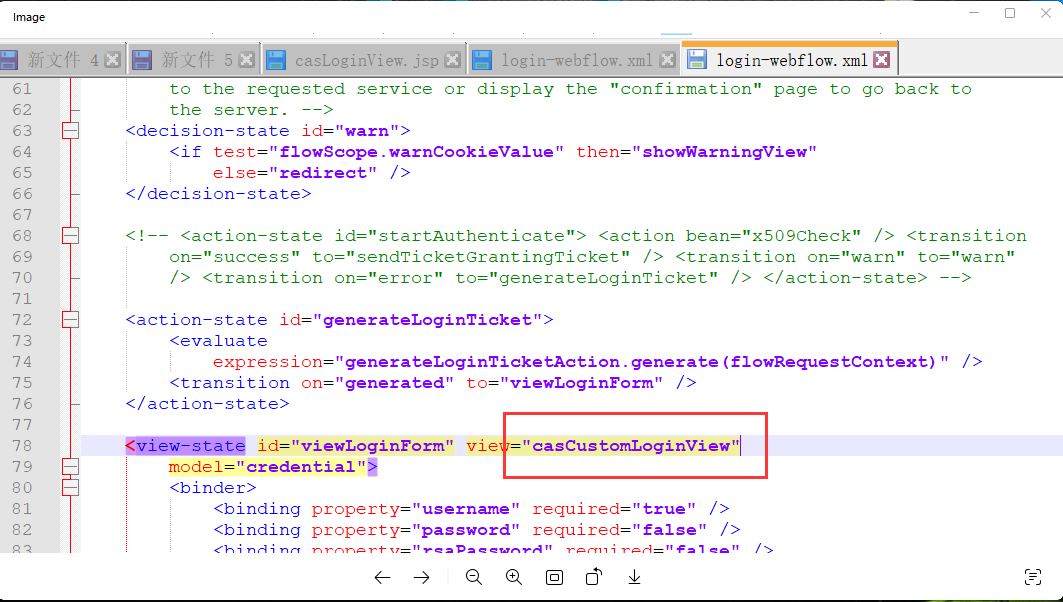 Image
新文件 4 新文件 5 casLoginView.jsp login-webflow.xml login-webflow.xml
61 to the requested service or display the "confirmation" page to go back to
62 the server. -->
63 <decision-state id="warn">
64 <if test="flowScope.warnCookieValue" then="showWarningView"
65 else="redirect" />
66 </decision-state>
67
68 <!-- <action-state id="startAuthenticate"> <action bean="x509Check" /> <transition
69 on="success" to="sendTicketGrantingTicket" /> <transition on="warn" to="warn"
70 /> <transition on="error" to="generateLoginTicket" /> </action-state> -->
71
72 <action-state id="generateLoginTicket">
73 <evaluate
74 expression="generateLoginTicketAction.generate(flowRequestContext)" />
75 <transition on="generated" to="viewLoginForm" />
76 </action-state>
77
78 <view-state id="viewLoginForm" view="casCustomLoginView"
79 model="credential">
80 <binder>
81 <binding property="username" required="true" />
82 <binding property="password" required="false" />
83 <binding property="rsaPassword" required="false" />